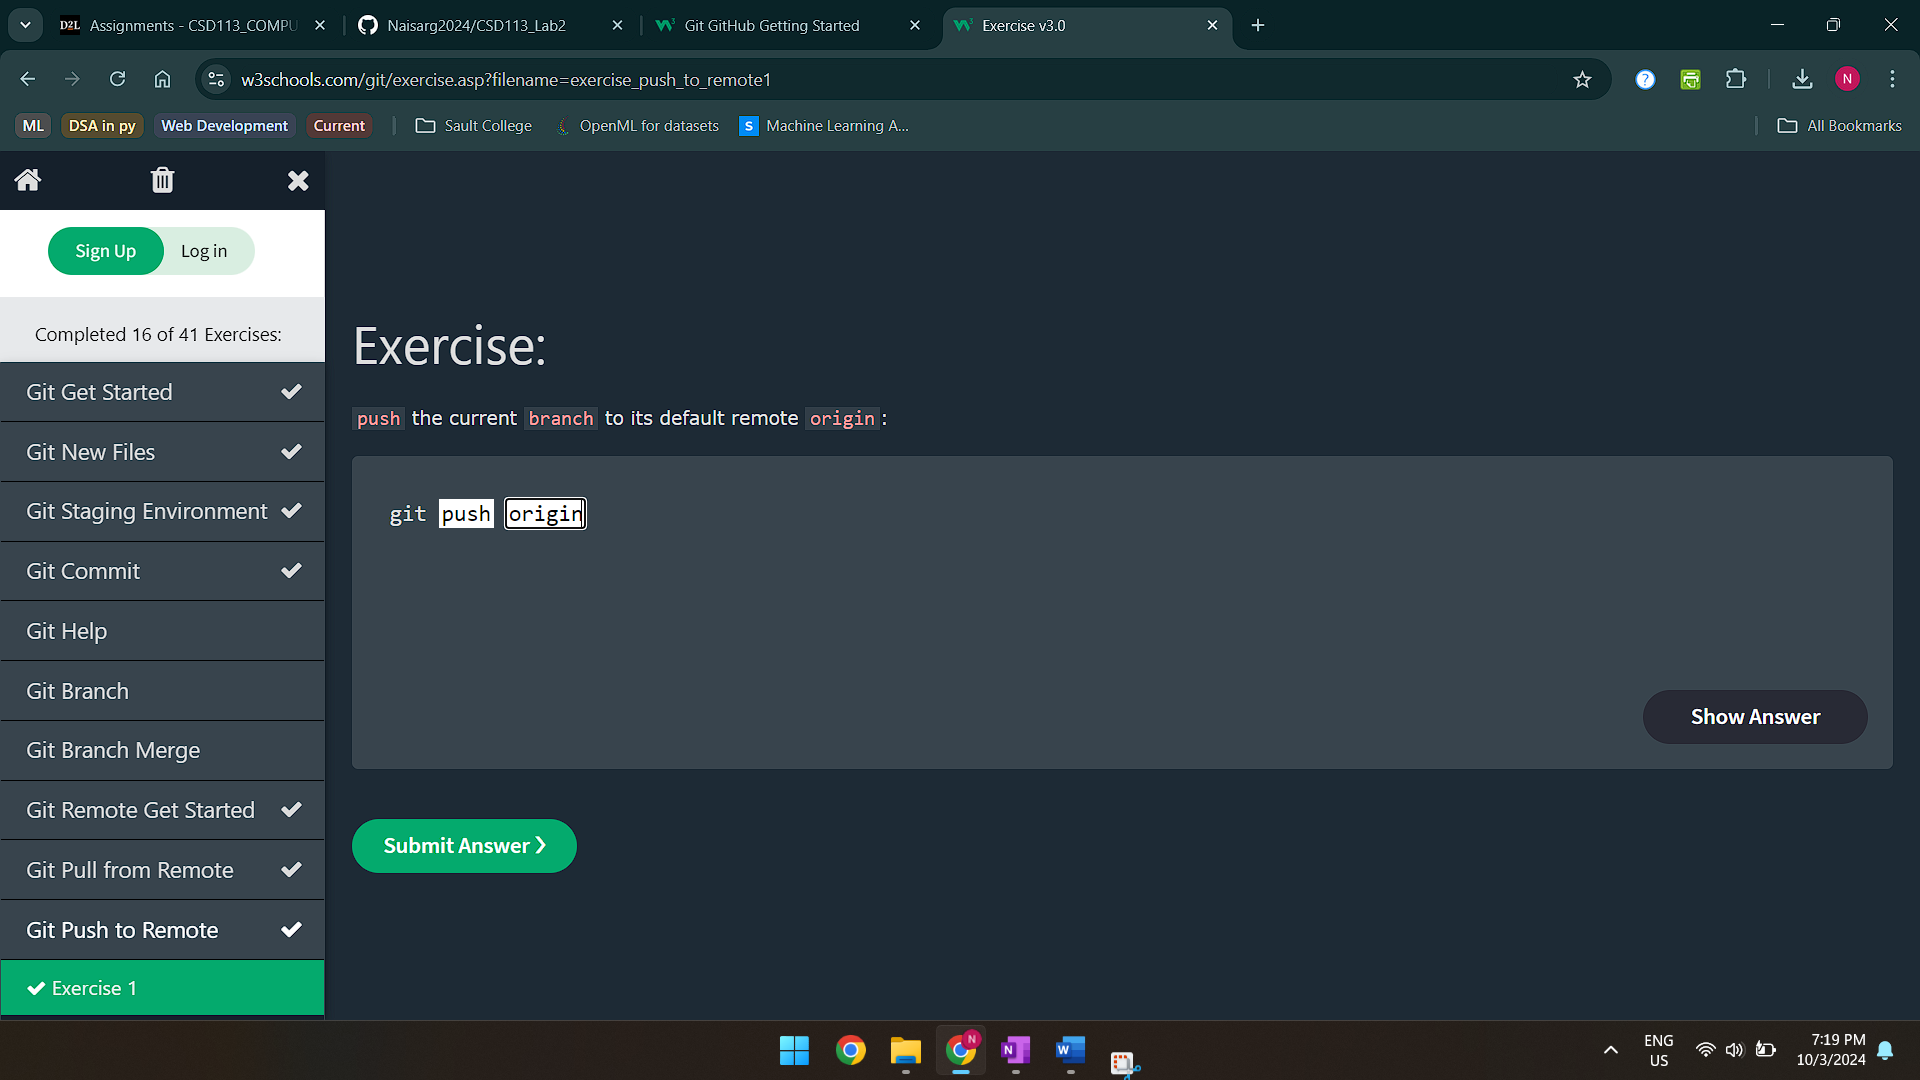 D2L Assignments - CSD113_COMPU
Naisarg2024/CSD113_Lab2
Git GitHub Getting Started
Exercise v3.0
w3schools.com/git/exercise.asp?filename=exercise_push_to_remote1
N
ML
DSA in py
Web Development
Current
Sault College
OpenML for datasets
S Machine Learning A...
All Bookmarks
Sign Up
Log in
Completed 16 of 41 Exercises:
Git Get Started
Git New Files
Git Staging Environment
Git Commit
Git Help
Git Branch
Git Branch Merge
Git Remote Get Started
Git Pull from Remote
Git Push to Remote
Exercise 1
Exercise:
push the current branch to its default remote origin:
git push origin
Show Answer
Submit Answer ❯
N
N
W
ENG
US
7:19 PM
10/3/2024